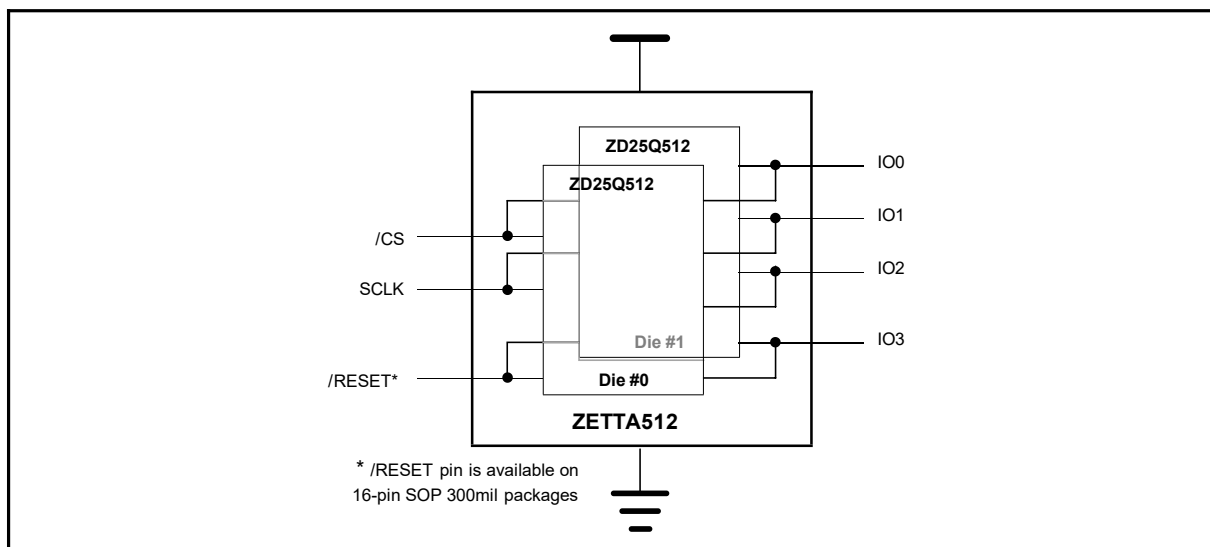 ZD25Q512
ZD25Q512
IO0
IO1
/CS
IO2
SCLK
Die #1
IO3
/RESET*
Die #0
ZETTA512
* /RESET pin is available on
16-pin SOP 300mil packages